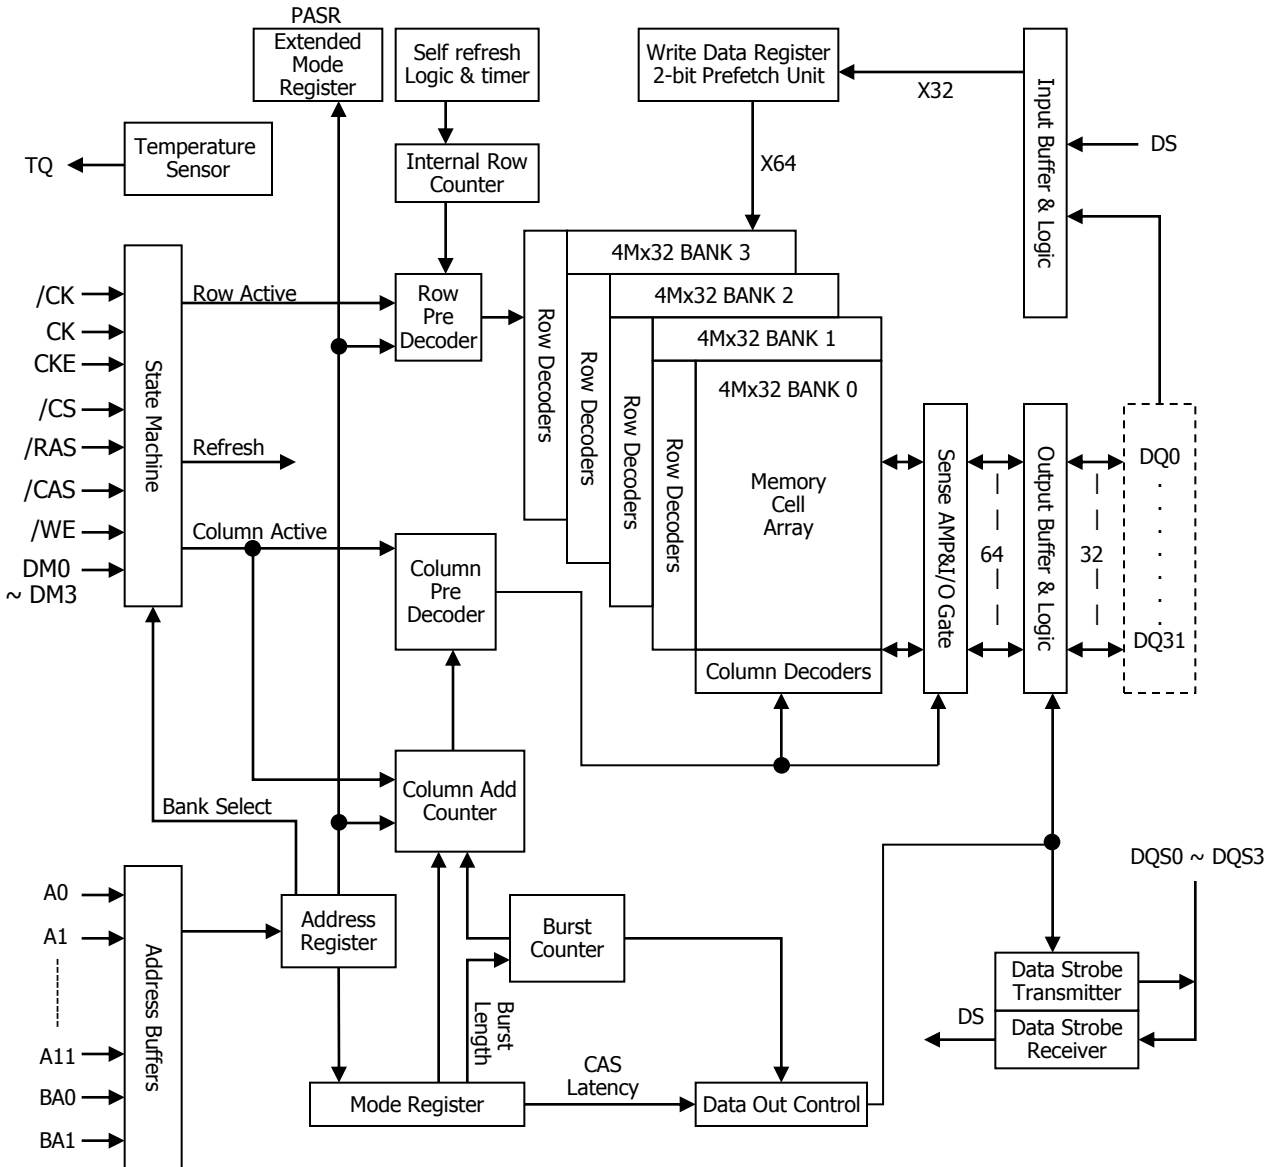 PASR
Extended
Mode
Register
Self refresh
Logic & timer
Write Data Register
2-bit Prefetch Unit
X32
Input Buffer & Logic
DS
TQ
Temperature
Sensor
Internal Row
Counter
X64
/CK
CK
CKE
/CS
/RAS
/CAS
/WE
DM0
~ DM3
State Machine
Row Active
Refresh
Column Active
Row
Pre
Decoder
Row Decoders
Row Decoders
Row Decoders
Row Decoders
4Mx32 BANK 3
4Mx32 BANK 2
4Mx32 BANK 1
4Mx32 BANK 0
Memory
Cell
Array
Column Decoders
Sense AMP&I/O Gate
64
Output Buffer & Logic
32
DQ0
.
.
.
.
.
.
.
DQ31
Column
Pre
Decoder
Column Add
Counter
Bank Select
A0
A1
A11
BA0
BA1
Address Buffers
Address
Register
Burst
Counter
Burst
Length
Mode Register
CAS
Latency
Data Out Control
DQS0 ~ DQS3
Data Strobe
Transmitter
DS
Data Strobe
Receiver